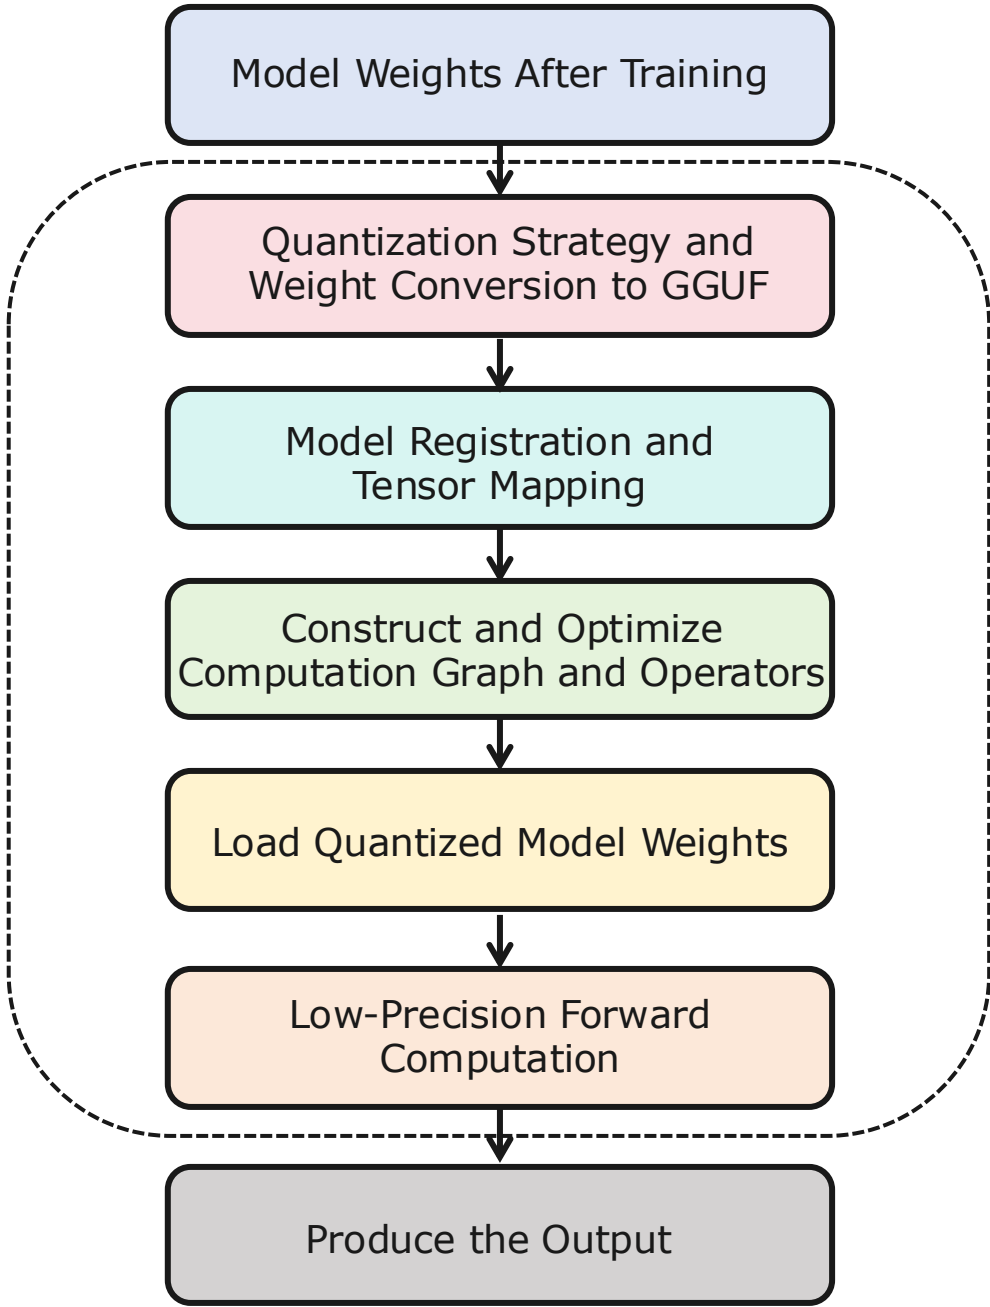 Model Weights After Training
Quantization Strategy and
Weight Conversion to GGUF
Model Registration and
Tensor Mapping
Construct and Optimize
Computation Graph and Operators
Load Quantized Model Weights
Low-Precision Forward
Computation
Produce the Output